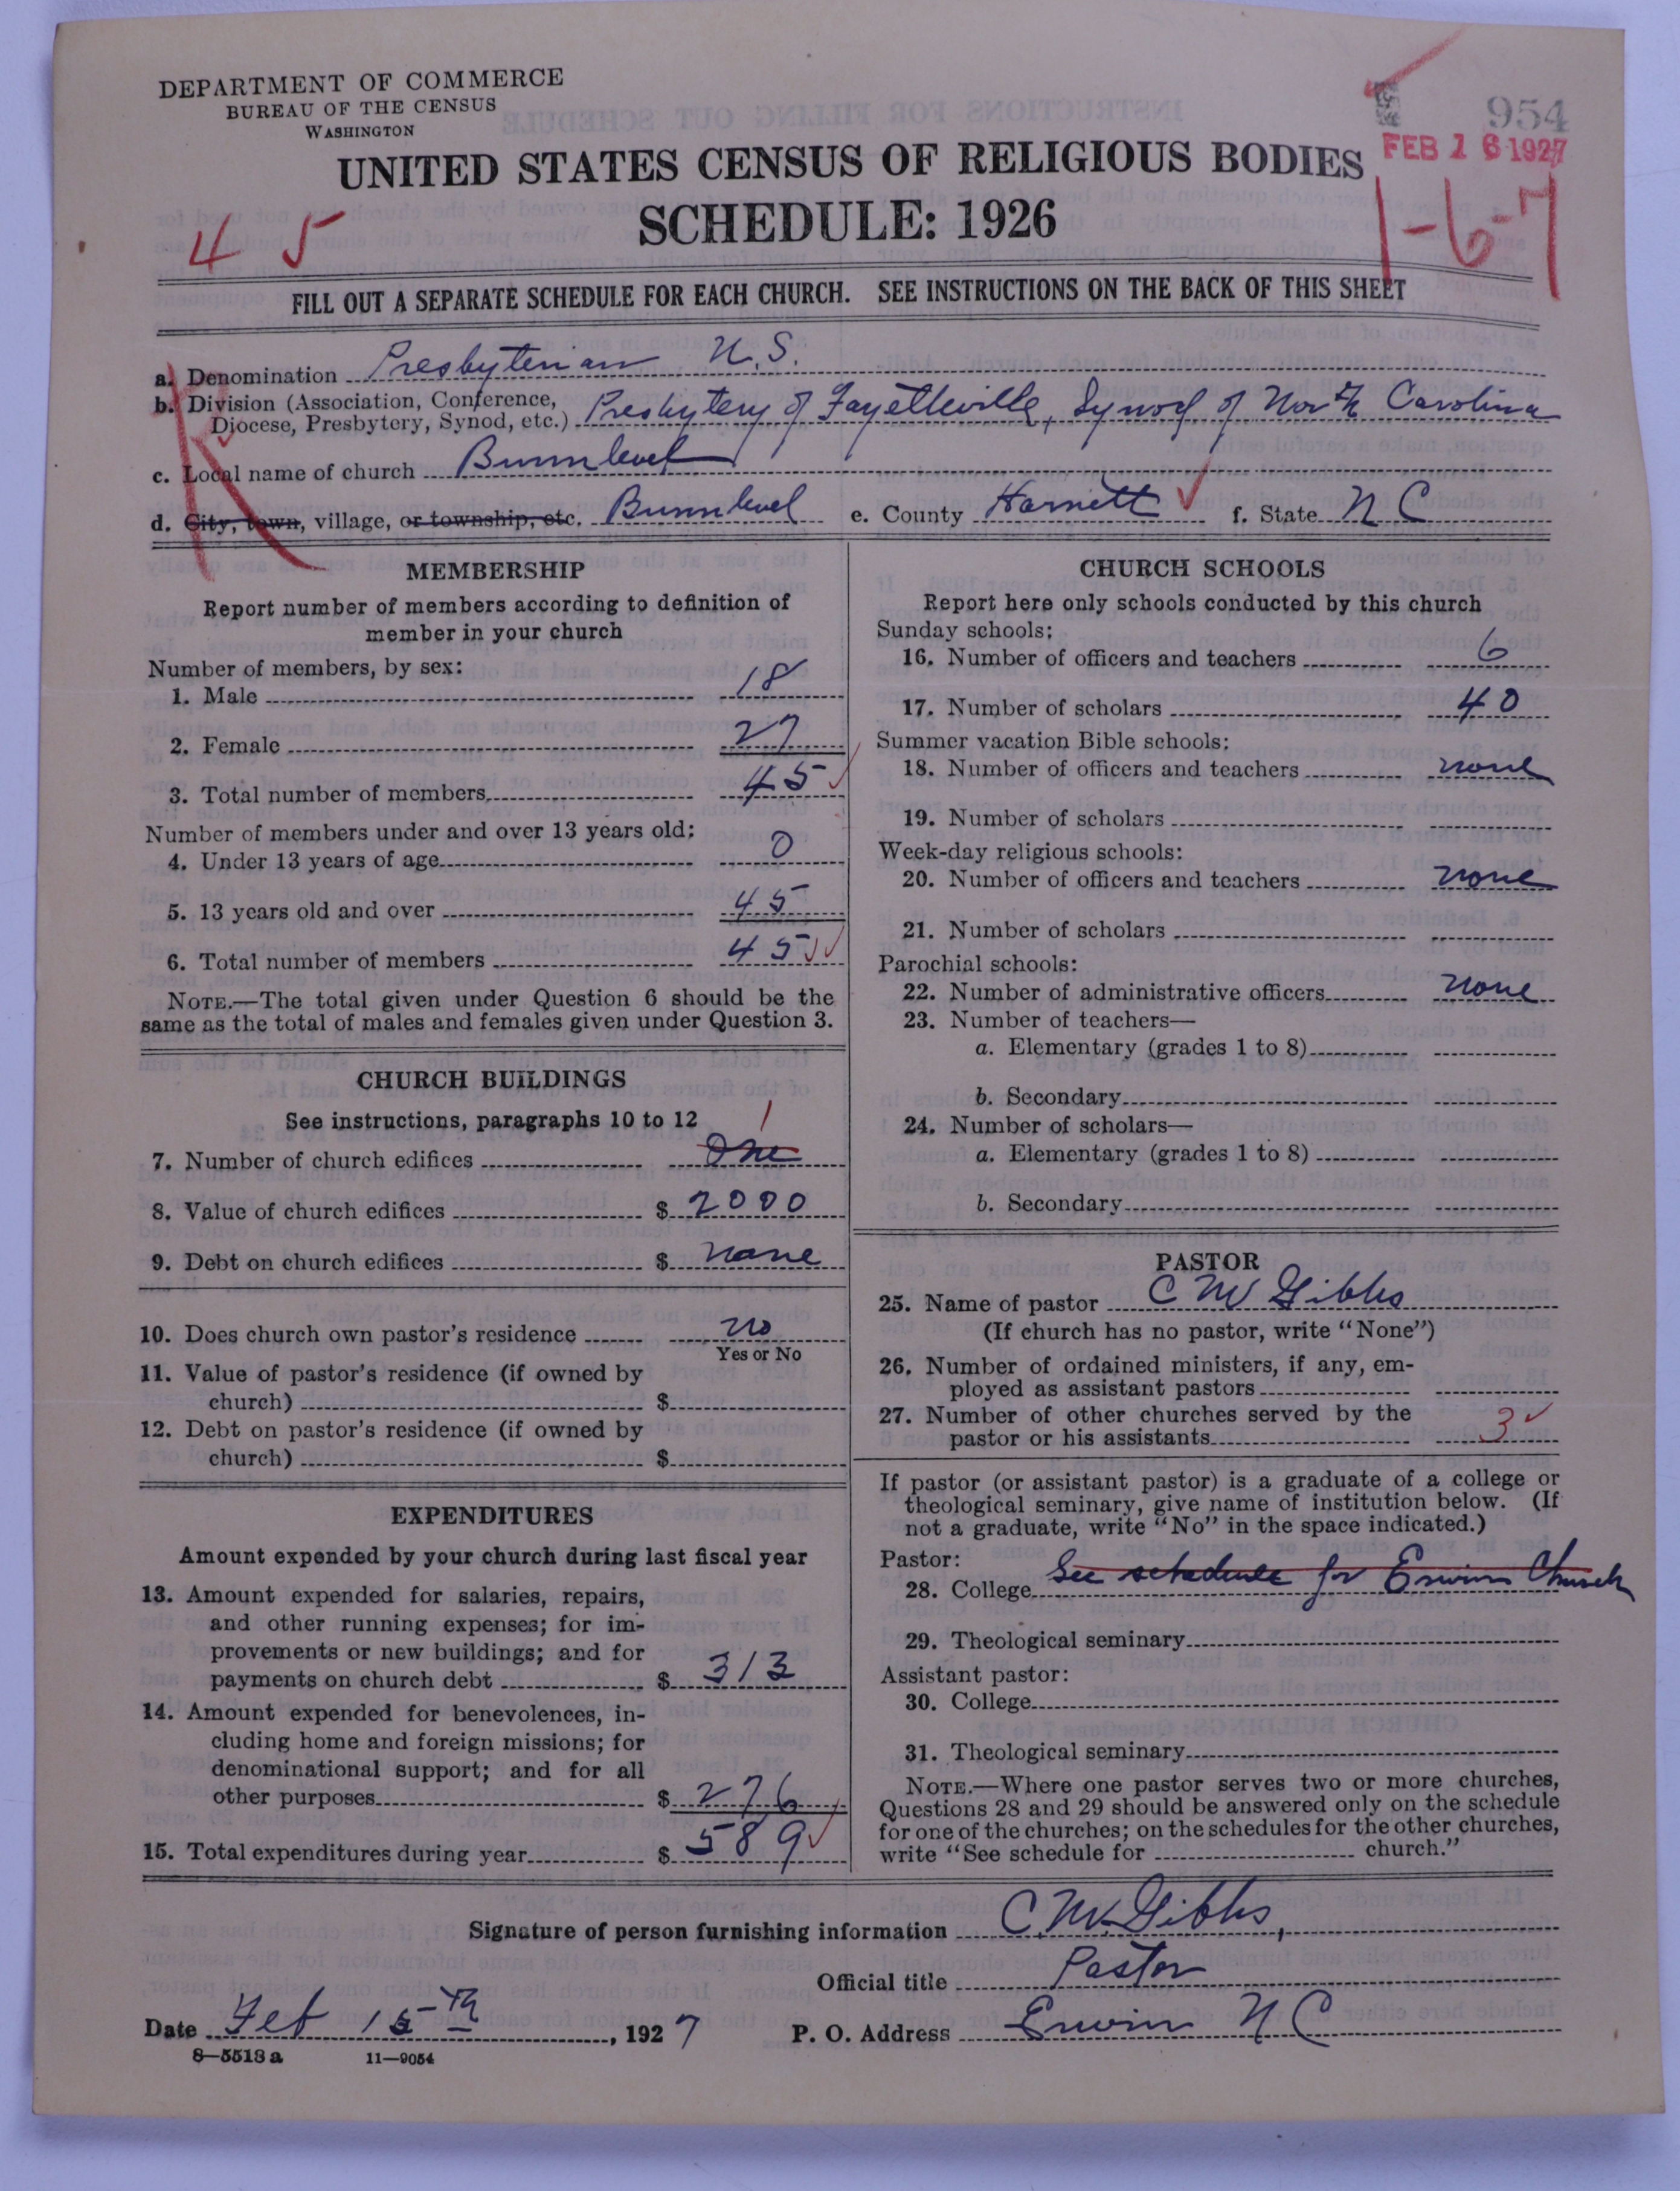 DEPARTMENT OF COMMERCE
BUREAU OF THE CENSUS
WASHINGTON
954
FEB 16 1927
UNITED STATES CENSUS OF RELIGIOUS BODIES
SCHEDULE: 1926
4 5
1-6-7
FILL OUT A SEPARATE SCHEDULE FOR EACH CHURCH. SEE INSTRUCTIONS ON THE BACK OF THIS SHEET
a. Denomination Presbyterian U.S.
b. Division (Association, Conference, Diocese, Presbytery, Synod, etc.) Presbytery of Fayetteville, Synod of North Carolina
c. Local name of church Bunnlevel
d. City, town, village, or township, etc. Bunnlevel e. County Harnett ✓ f. State N C
MEMBERSHIP
Report number of members according to definition of
member in your church
Number of members, by sex:
1. Male 18
2. Female 27
3. Total number of members 45 ✓
Number of members under and over 13 years old:
4. Under 13 years of age 0
5. 13 years old and over 45
6. Total number of members 45 ✓✓
NOTE.—The total given under Question 6 should be the
same as the total of males and females given under Question 3.
CHURCH BUILDINGS
See instructions, paragraphs 10 to 12
1
7. Number of church edifices One
8. Value of church edifices $ 2000
9. Debt on church edifices $ none
10. Does church own pastor's residence no
Yes or No
11. Value of pastor's residence (if owned by
church) $
12. Debt on pastor's residence (if owned by
church) $
EXPENDITURES
Amount expended by your church during last fiscal year
13. Amount expended for salaries, repairs,
and other running expenses; for im-
provements or new buildings; and for
payments on church debt $ 313
14. Amount expended for benevolences, in-
cluding home and foreign missions; for
denominational support; and for all
other purposes $ 276
15. Total expenditures during year $ 589 ✓
CHURCH SCHOOLS
Report here only schools conducted by this church
Sunday schools:
16. Number of officers and teachers 6
17. Number of scholars 40
Summer vacation Bible schools:
18. Number of officers and teachers none
19. Number of scholars
Week-day religious schools:
20. Number of officers and teachers none
21. Number of scholars
Parochial schools:
22. Number of administrative officers none
23. Number of teachers—
a. Elementary (grades 1 to 8)
b. Secondary
24. Number of scholars—
a. Elementary (grades 1 to 8)
b. Secondary
PASTOR
25. Name of pastor C M Gibbs
(If church has no pastor, write "None")
26. Number of ordained ministers, if any, em-
ployed as assistant pastors
27. Number of other churches served by the
pastor or his assistants 3 ✓
If pastor (or assistant pastor) is a graduate of a college or
theological seminary, give name of institution below. (If
not a graduate, write "No" in the space indicated.)
Pastor:
28. College See schedule for Erwin Church
29. Theological seminary
Assistant pastor:
30. College
31. Theological seminary
NOTE.—Where one pastor serves two or more churches,
Questions 28 and 29 should be answered only on the schedule
for one of the churches; on the schedules for the other churches,
write "See schedule for church."
Signature of person furnishing information C. M. Gibbs,
Official title Pastor
Date Feb 15th, 1927 P. O. Address Erwin N C
8—5513a 11—9054